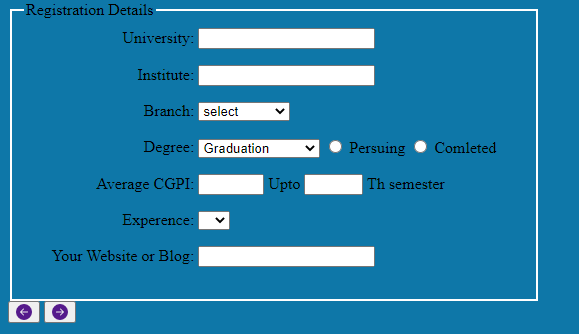 Registration Details
University:
Institute:
Branch: select
Degree: Graduation Persuing Comleted
Average CGPI: Upto Th semester
Experence:
Your Website or Blog: